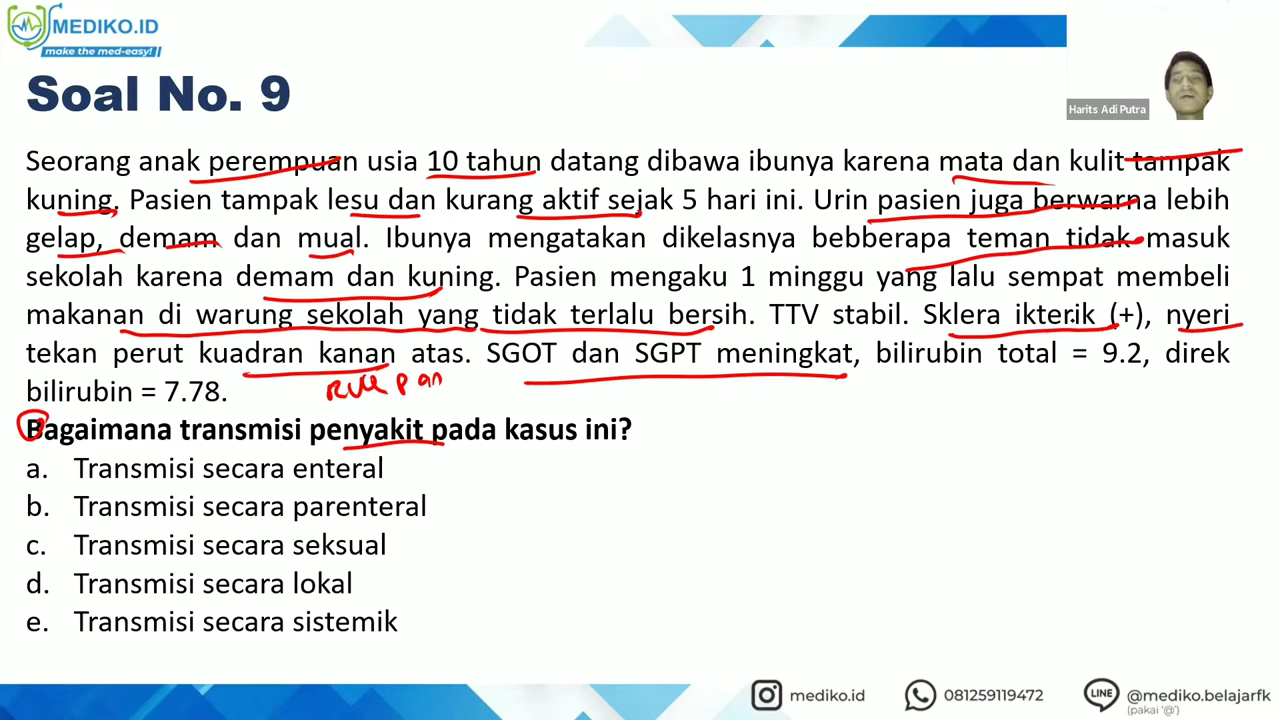 MEDIKO.ID
make the med-easy!
Harits Adi Putra
Soal No. 9
Seorang anak perempuan usia 10 tahun datang dibawa ibunya karena mata dan kulit tampak
kuning. Pasien tampak lesu dan kurang aktif sejak 5 hari ini. Urin pasien juga berwarna lebih
gelap, demam dan mual. Ibunya mengatakan dikelasnya bebberapa teman tidak masuk
sekolah karena demam dan kuning. Pasien mengaku 1 minggu yang lalu sempat membeli
makanan di warung sekolah yang tidak terlalu bersih. TTV stabil. Sklera ikterik (+), nyeri
tekan perut kuadran kanan atas. SGOT dan SGPT meningkat, bilirubin total = 9.2, direk
bilirubin = 7.78.
Bagaimana transmisi penyakit pada kasus ini?
a. Transmisi secara enteral
b. Transmisi secara parenteral
c. Transmisi secara seksual
d. Transmisi secara lokal
e. Transmisi secara sistemik
mediko.id
081259119472
LINE
@mediko.belajarfk
(pakai '@')